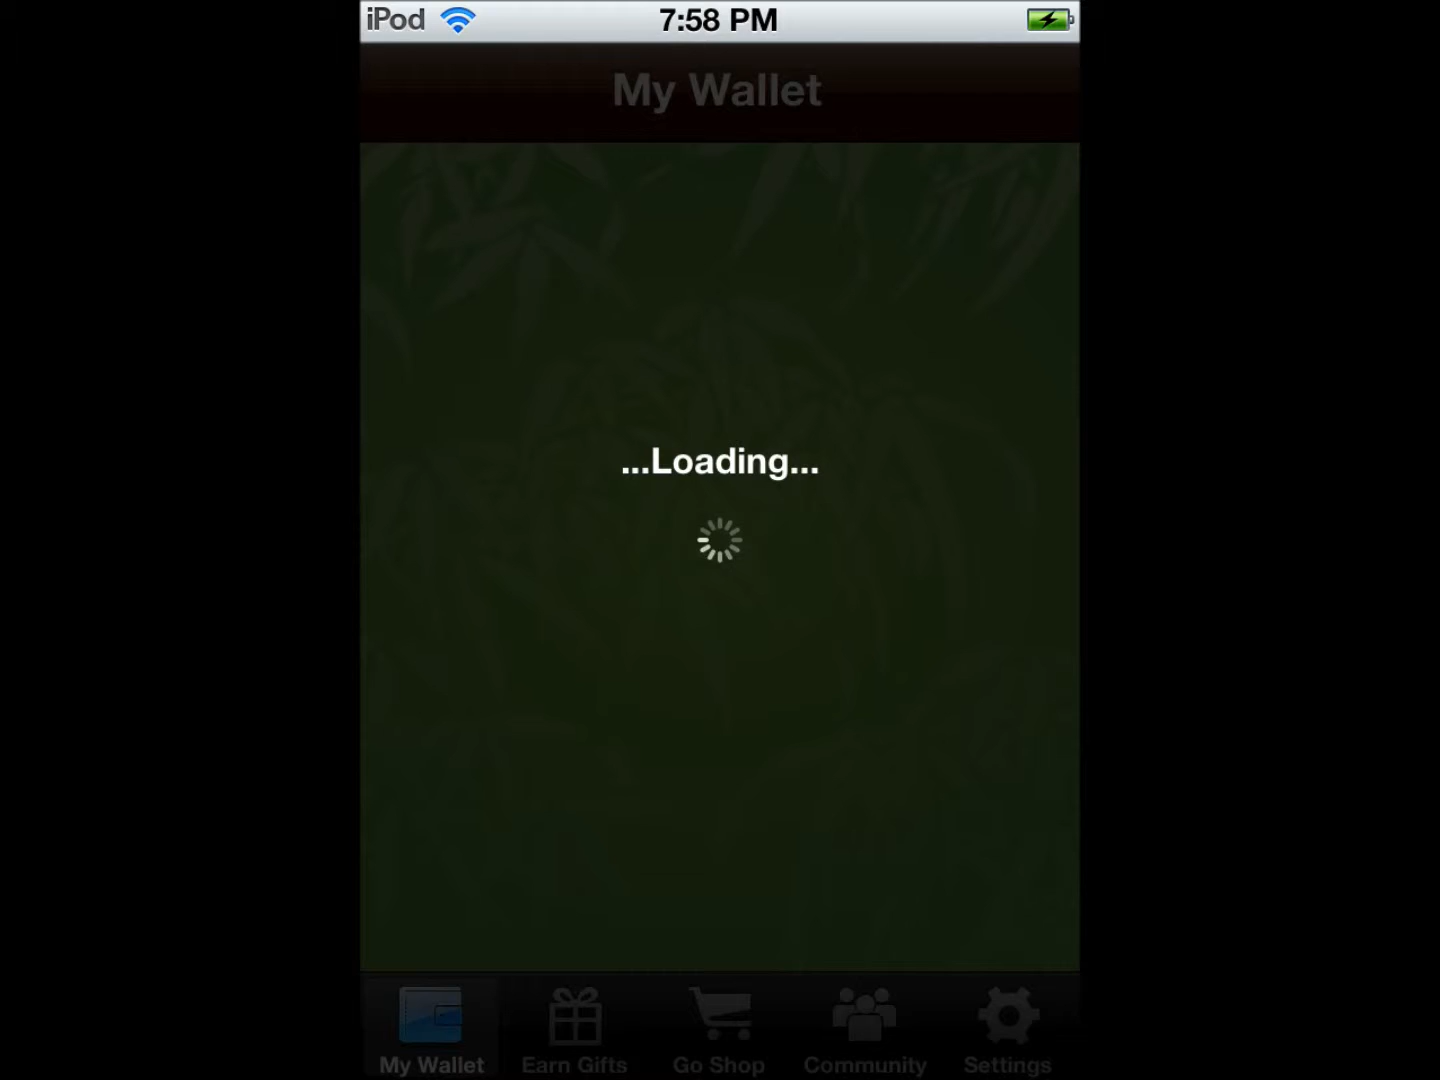 iPod
7:58 PM
My Wallet
...Loading...
My Wallet
Earn Gifts
Go Shop
Community
Settings